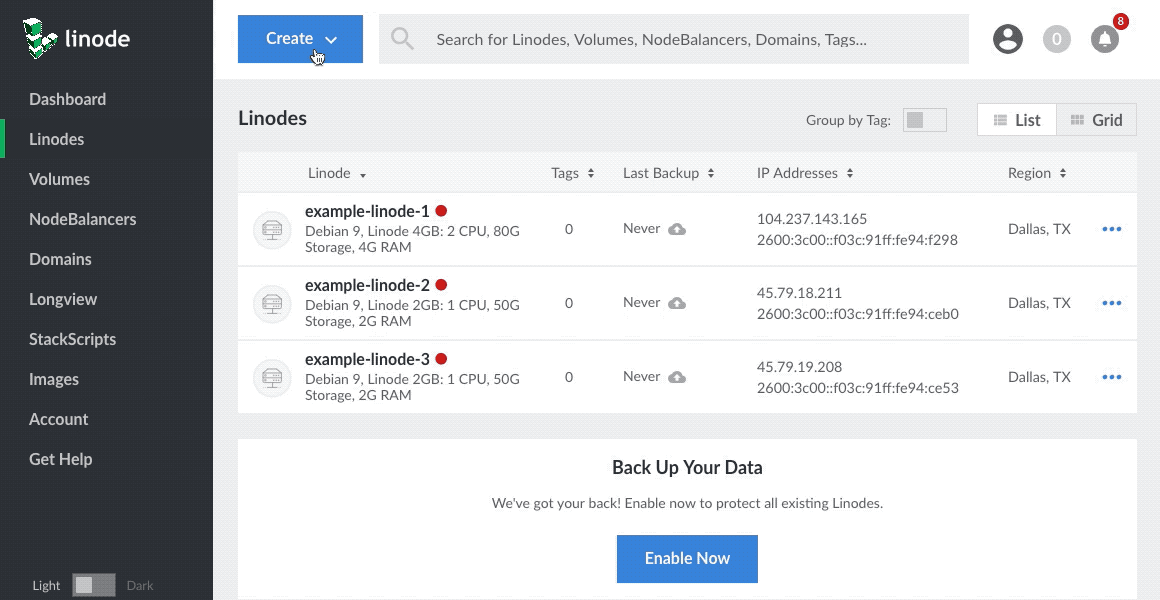 linode
Create
Search for Linodes, Volumes, NodeBalancers, Domains, Tags...
0
8
Dashboard
Linodes
Volumes
NodeBalancers
Domains
Longview
StackScripts
Images
Account
Get Help
Light
Dark
Linodes
Group by Tag:
List
Grid
Linode
Tags
Last Backup
IP Addresses
Region
example-linode-1
Debian 9, Linode 4GB: 2 CPU, 80G
Storage, 4G RAM
0
Never
104.237.143.165
2600:3c00::f03c:91ff:fe94:f298
Dallas, TX
example-linode-2
Debian 9, Linode 2GB: 1 CPU, 50G
Storage, 2G RAM
0
Never
45.79.18.211
2600:3c00::f03c:91ff:fe94:ceb0
Dallas, TX
example-linode-3
Debian 9, Linode 2GB: 1 CPU, 50G
Storage, 2G RAM
0
Never
45.79.19.208
2600:3c00::f03c:91ff:fe94:ce53
Dallas, TX
Back Up Your Data
We've got your back! Enable now to protect all existing Linodes.
Enable Now